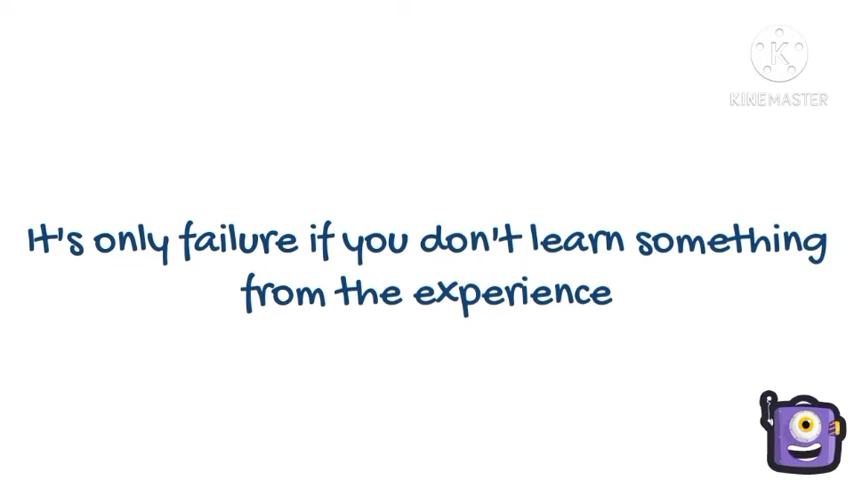 KINEMASTER
It's only failure if you don't learn something
from the experience